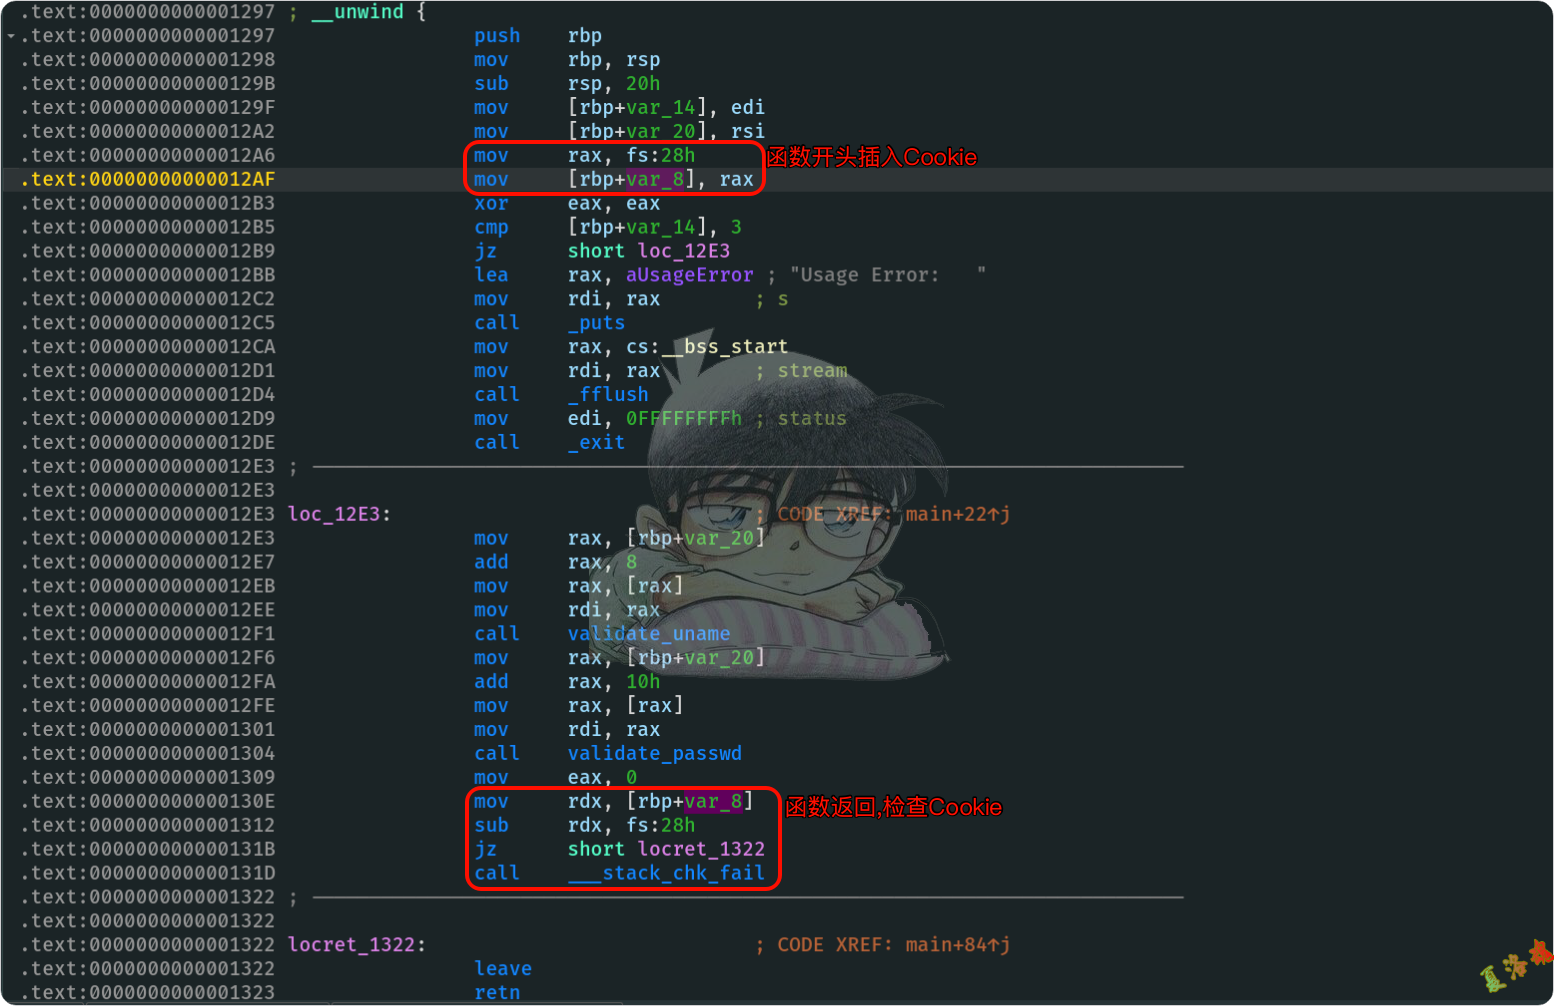 .text:0000000000001297 ; __unwind {
.text:0000000000001297 push rbp
.text:0000000000001298 mov rbp, rsp
.text:000000000000129B sub rsp, 20h
.text:000000000000129F mov [rbp+var_14], edi
.text:00000000000012A2 mov [rbp+var_20], rsi
.text:00000000000012A6 mov rax, fs:28h 函数开头插入Cookie
.text:00000000000012AF mov [rbp+var_8], rax
.text:00000000000012B3 xor eax, eax
.text:00000000000012B5 cmp [rbp+var_14], 3
.text:00000000000012B9 jz short loc_12E3
.text:00000000000012BB lea rax, aUsageError ; "Usage Error:   "
.text:00000000000012C2 mov rdi, rax ; s
.text:00000000000012C5 call _puts
.text:00000000000012CA mov rax, cs:__bss_start
.text:00000000000012D1 mov rdi, rax ; stream
.text:00000000000012D4 call _fflush
.text:00000000000012D9 mov edi, 0FFFFFFFFh ; status
.text:00000000000012DE call _exit
.text:00000000000012E3 ;
.text:00000000000012E3
.text:00000000000012E3 loc_12E3: ; CODE XREF: main+22↑j
.text:00000000000012E3 mov rax, [rbp+var_20]
.text:00000000000012E7 add rax, 8
.text:00000000000012EB mov rax, [rax]
.text:00000000000012EE mov rdi, rax
.text:00000000000012F1 call validate_uname
.text:00000000000012F6 mov rax, [rbp+var_20]
.text:00000000000012FA add rax, 10h
.text:00000000000012FE mov rax, [rax]
.text:0000000000001301 mov rdi, rax
.text:0000000000001304 call validate_passwd
.text:0000000000001309 mov eax, 0
.text:000000000000130E mov rdx, [rbp+var_8] 函数返回,检查Cookie
.text:0000000000001312 sub rdx, fs:28h
.text:000000000000131B jz short locret_1322
.text:000000000000131D call ___stack_chk_fail
.text:0000000000001322 ;
.text:0000000000001322
.text:0000000000001322 locret_1322: ; CODE XREF: main+84↑j
.text:0000000000001322 leave
.text:0000000000001323 retn